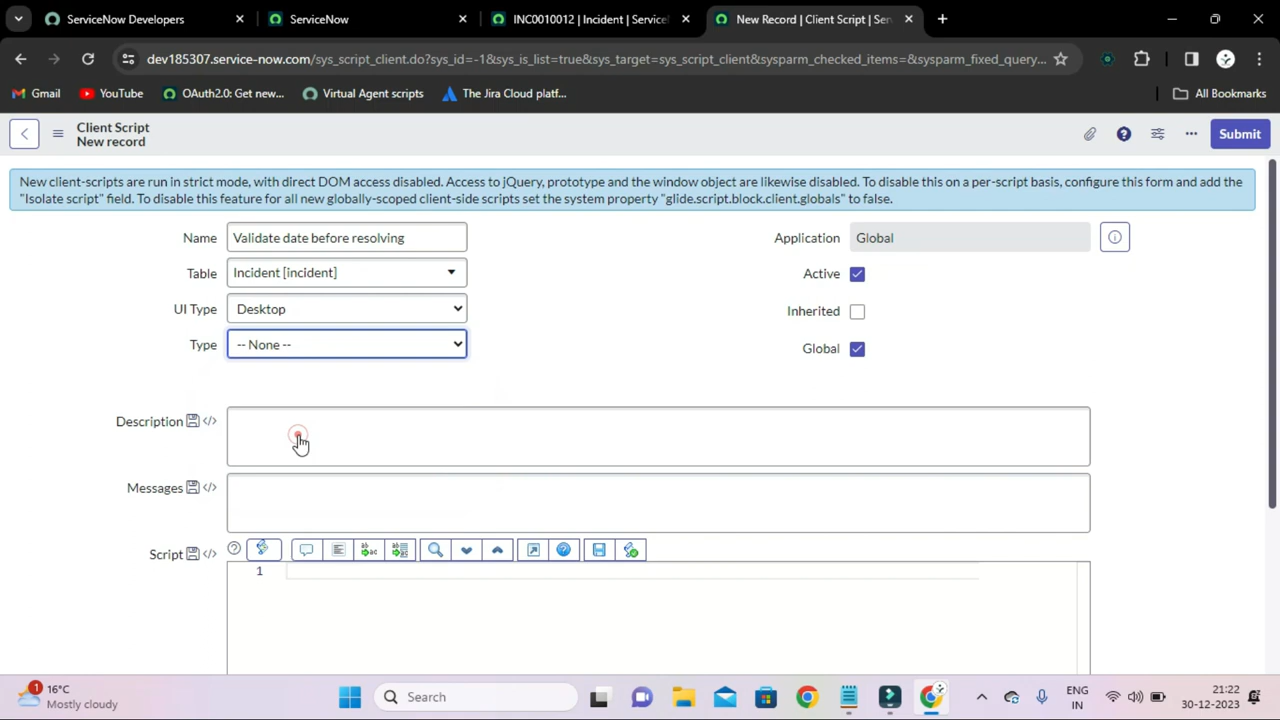 ServiceNow Developers
ServiceNow
INC0010012 | Incident | Service
New Record | Client Script | Ser
dev185307.service-now.com/sys_script_client.do?sys_id=-1&sys_is_list=true&sys_target=sys_script_client&sysparm_checked_items=&sysparm_fixed_query...
Gmail
YouTube
OAuth2.0: Get new...
Virtual Agent scripts
The Jira Cloud platf...
All Bookmarks
Client Script
New record
Submit
New client-scripts are run in strict mode, with direct DOM access disabled. Access to jQuery, prototype and the window object are likewise disabled. To disable this on a per-script basis, configure this form and add the
"Isolate script" field. To disable this feature for all new globally-scoped client-side scripts set the system property "glide.script.block.client.globals" to false.
Name Validate date before resolving
Application Global
Table Incident [incident]
Active
UI Type Desktop
Inherited
Type -- None --
Global
Description
Messages
Script
1
1
16°C
Mostly cloudy
Search
ENG
IN
21:22
30-12-2023